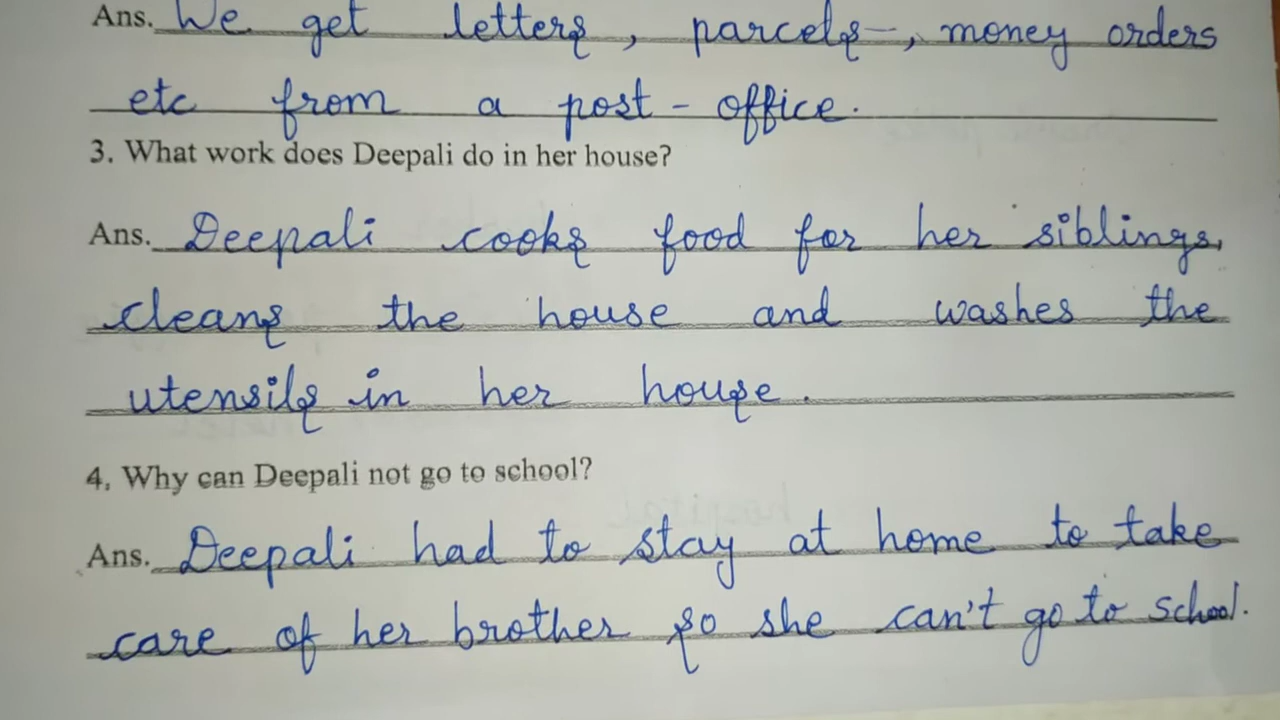 Ans. We get letters, parcels, money orders
etc from a post - office.
3. What work does Deepali do in her house?
Ans. Deepali cooks food for her siblings,
cleans the house and washes the
utensils in her house.
4. Why can Deepali not go to school?
Ans. Deepali had to stay at home to take
care of her brother so she can't go to school.